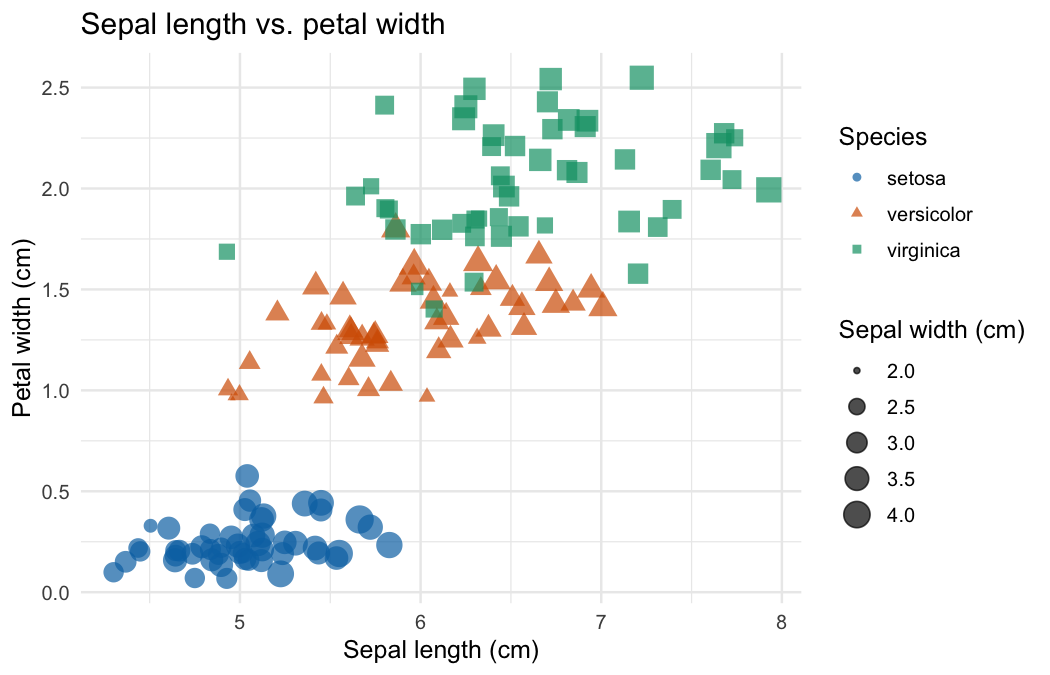 Sepal length vs. petal width
2.5
2.0
1.5
1.0
0.5
0.0
Petal width (cm)
5
6
7
8
Sepal length (cm)
Species
setosa
versicolor
virginica
Sepal width (cm)
2.0
2.5
3.0
3.5
4.0